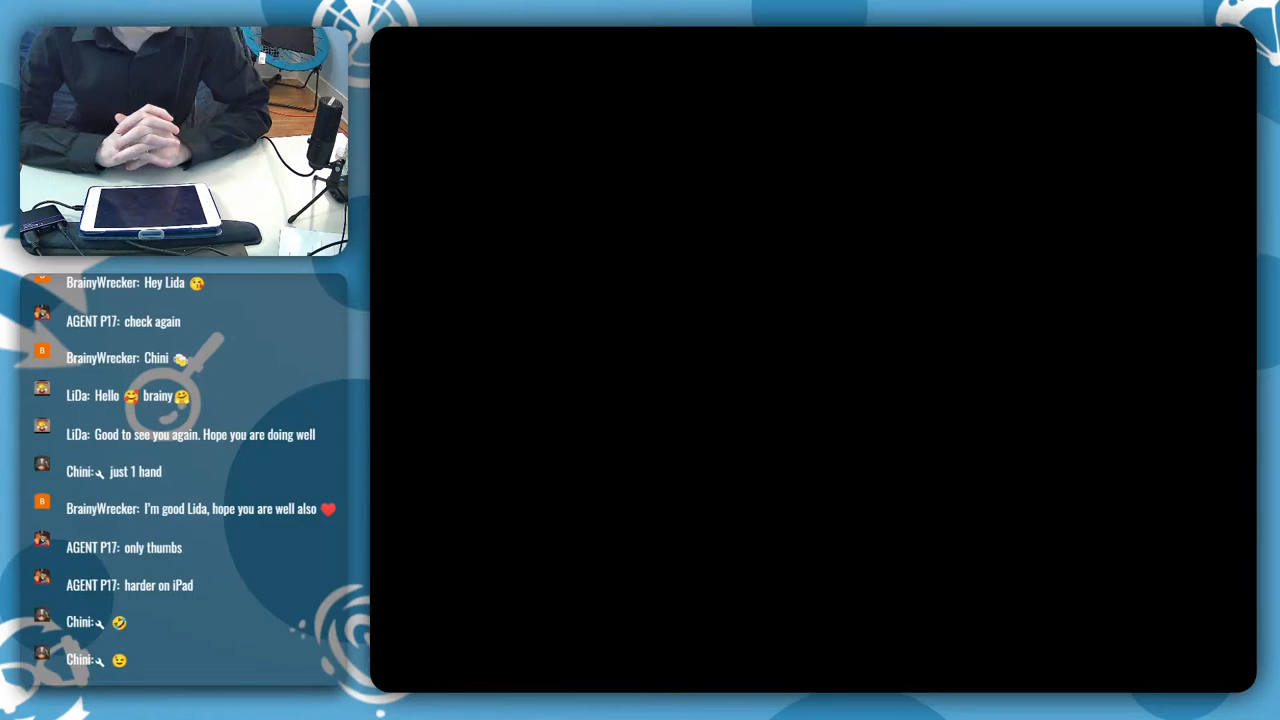 BrainyWrecker: Hey Lida 😘
AGENT P17: check again
B
BrainyWrecker: Chini 🍻
LiDa: Hello 🥰 brainy🤗
LiDa: Good to see you again. Hope you are doing well
Chini:🔧 just 1 hand
B
BrainyWrecker: I'm good Lida, hope you are well also ♥️
AGENT P17: only thumbs
AGENT P17: harder on iPad
Chini:🔧 🤣
Chini:🔧 😉